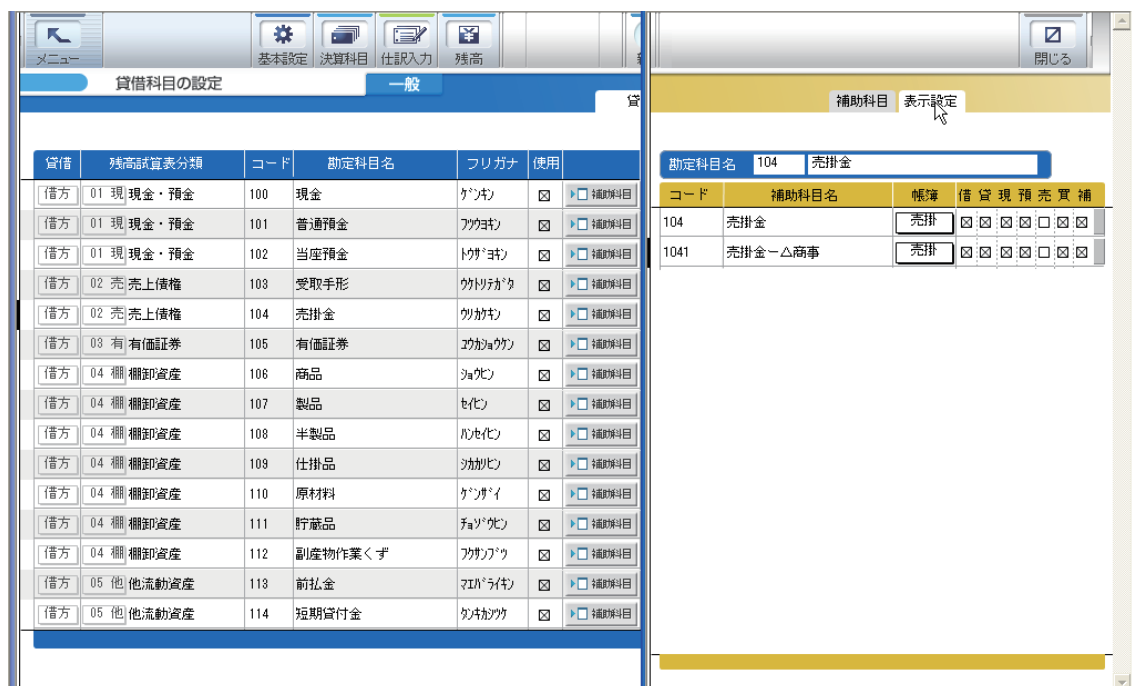 メニュー 基本設定 決算科目 仕訳入力 残高 閉じる
貸借科目の設定 一般
補助科目 表示設定
貸借 残高試算表分類 コード 勘定科目名 フリガナ 使用
借方 01 現 現金・預金 100 現金 ｹﾞﾝｷﾝ 補助科目
借方 01 現 現金・預金 101 普通預金 ﾌﾂｳﾖｷﾝ 補助科目
借方 01 現 現金・預金 102 当座預金 ﾄｳｻﾞﾖｷﾝ 補助科目
借方 02 売 売上債権 103 受取手形 ｳｹﾄﾘﾃｶﾞﾀ 補助科目
借方 02 売 売上債権 104 売掛金 ｳﾘｶｹｷﾝ 補助科目
借方 03 有 有価証券 105 有価証券 ﾕｳｶｼｮｳｹﾝ 補助科目
借方 04 棚 棚卸資産 106 商品 ｼｮｳﾋﾝ 補助科目
借方 04 棚 棚卸資産 107 製品 ｾｲﾋﾝ 補助科目
借方 04 棚 棚卸資産 108 半製品 ﾊﾝｾｲﾋﾝ 補助科目
借方 04 棚 棚卸資産 109 仕掛品 ｼｶｶﾘﾋﾝ 補助科目
借方 04 棚 棚卸資産 110 原材料 ｹﾞﾝｻﾞｲ 補助科目
借方 04 棚 棚卸資産 111 貯蔵品 ﾁｮｿﾞｳﾋﾝ 補助科目
借方 04 棚 棚卸資産 112 副産物作業くず ﾌｸｻﾝﾌﾞﾂ 補助科目
借方 05 他 他流動資産 113 前払金 ﾏｴﾊﾞﾗｲｷﾝ 補助科目
借方 05 他 他流動資産 114 短期貸付金 ﾀﾝｷｶｼﾂｹ 補助科目
勘定科目名 104 売掛金
コード 補助科目名 帳簿 借 貸 現 預 売 買 補
104 売掛金 売掛
1041 売掛金－△商事 売掛